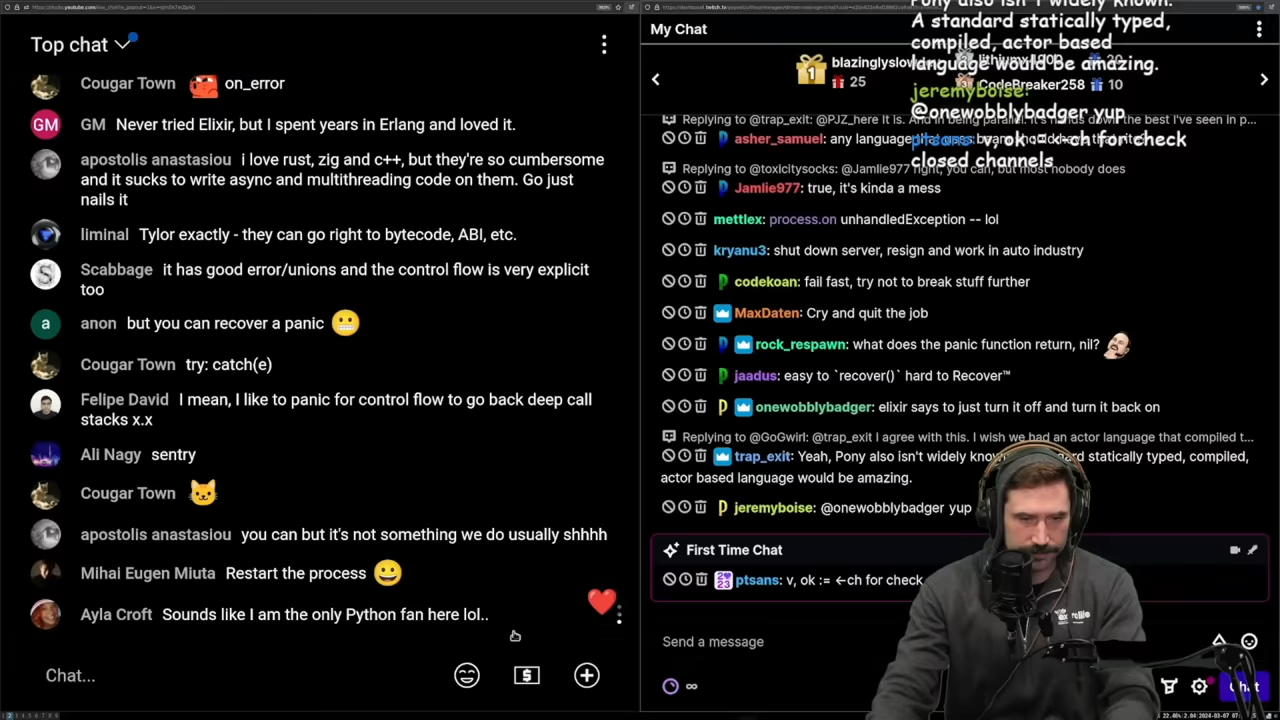 Top chat
Cougar Town on_error
GM GM Never tried Elixir, but I spent years in Erlang and loved it.
apostolis anastasiou i love rust, zig and c++, but they're so cumbersome
and it sucks to write async and multithreading code on them. Go just
nails it
liminal Tylor exactly - they can go right to bytecode, ABI, etc.
Scabbage it has good error/unions and the control flow is very explicit
too
a anon but you can recover a panic 😬
Cougar Town try: catch(e)
Felipe David I mean, I like to panic for control flow to go back deep call
stacks x.x
Ali Nagy sentry
Cougar Town 🐱
apostolis anastasiou you can but it's not something we do usually shhhh
Mihai Eugen Miuta Restart the process 😀
Ayla Croft Sounds like I am the only Python fan here lol..
Chat...
My Chat
1 blazinglyslow
25
CodeBreaker258 10
Replying to @trap_exit: @PJZ_here It is. And in being parallel. it's hands down the best I've seen in p...
asher_samuel: any language
Replying to @toxicitysocks: @Jamlie977 right, you can, but most nobody does
Jamlie977: true, it's kinda a mess
mettlex: process.on unhandledException -- lol
kryanu3: shut down server, resign and work in auto industry
codekoan: fail fast, try not to break stuff further
MaxDaten: Cry and quit the job
rock_respawn: what does the panic function return, nil?
jaadus: easy to `recover()` hard to Recover™
onewobblybadger: elixir says to just turn it off and turn it back on
Replying to @GoGwirl: @trap_exit I agree with this. I wish we had an actor language that compiled t...
trap_exit: Yeah, Pony also isn't widely know statically typed, compiled,
actor based language would be amazing.
jeremyboise: @onewobblybadger yup
First Time Chat
ptsans: v, ok := <-ch for check
Send a message
Chat
Pony also isn't widely known.
A standard statically typed,
compiled, actor based
language would be amazing.
jeremyboise:
@onewobblybadger yup
ptsans: v, ok := <-ch for check
closed channels